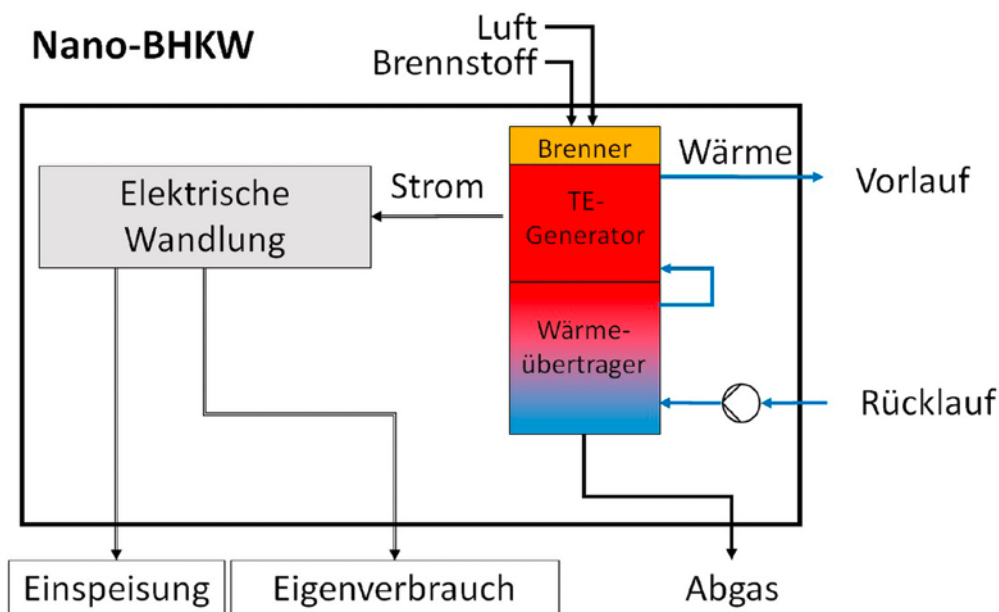 Nano-BHKW
Luft
Brennstoff
Brenner
Wärme
Vorlauf
Elektrische
Wandlung
Strom
TE-
Generator
Wärme-
übertrager
Rücklauf
Einspeisung
Eigenverbrauch
Abgas